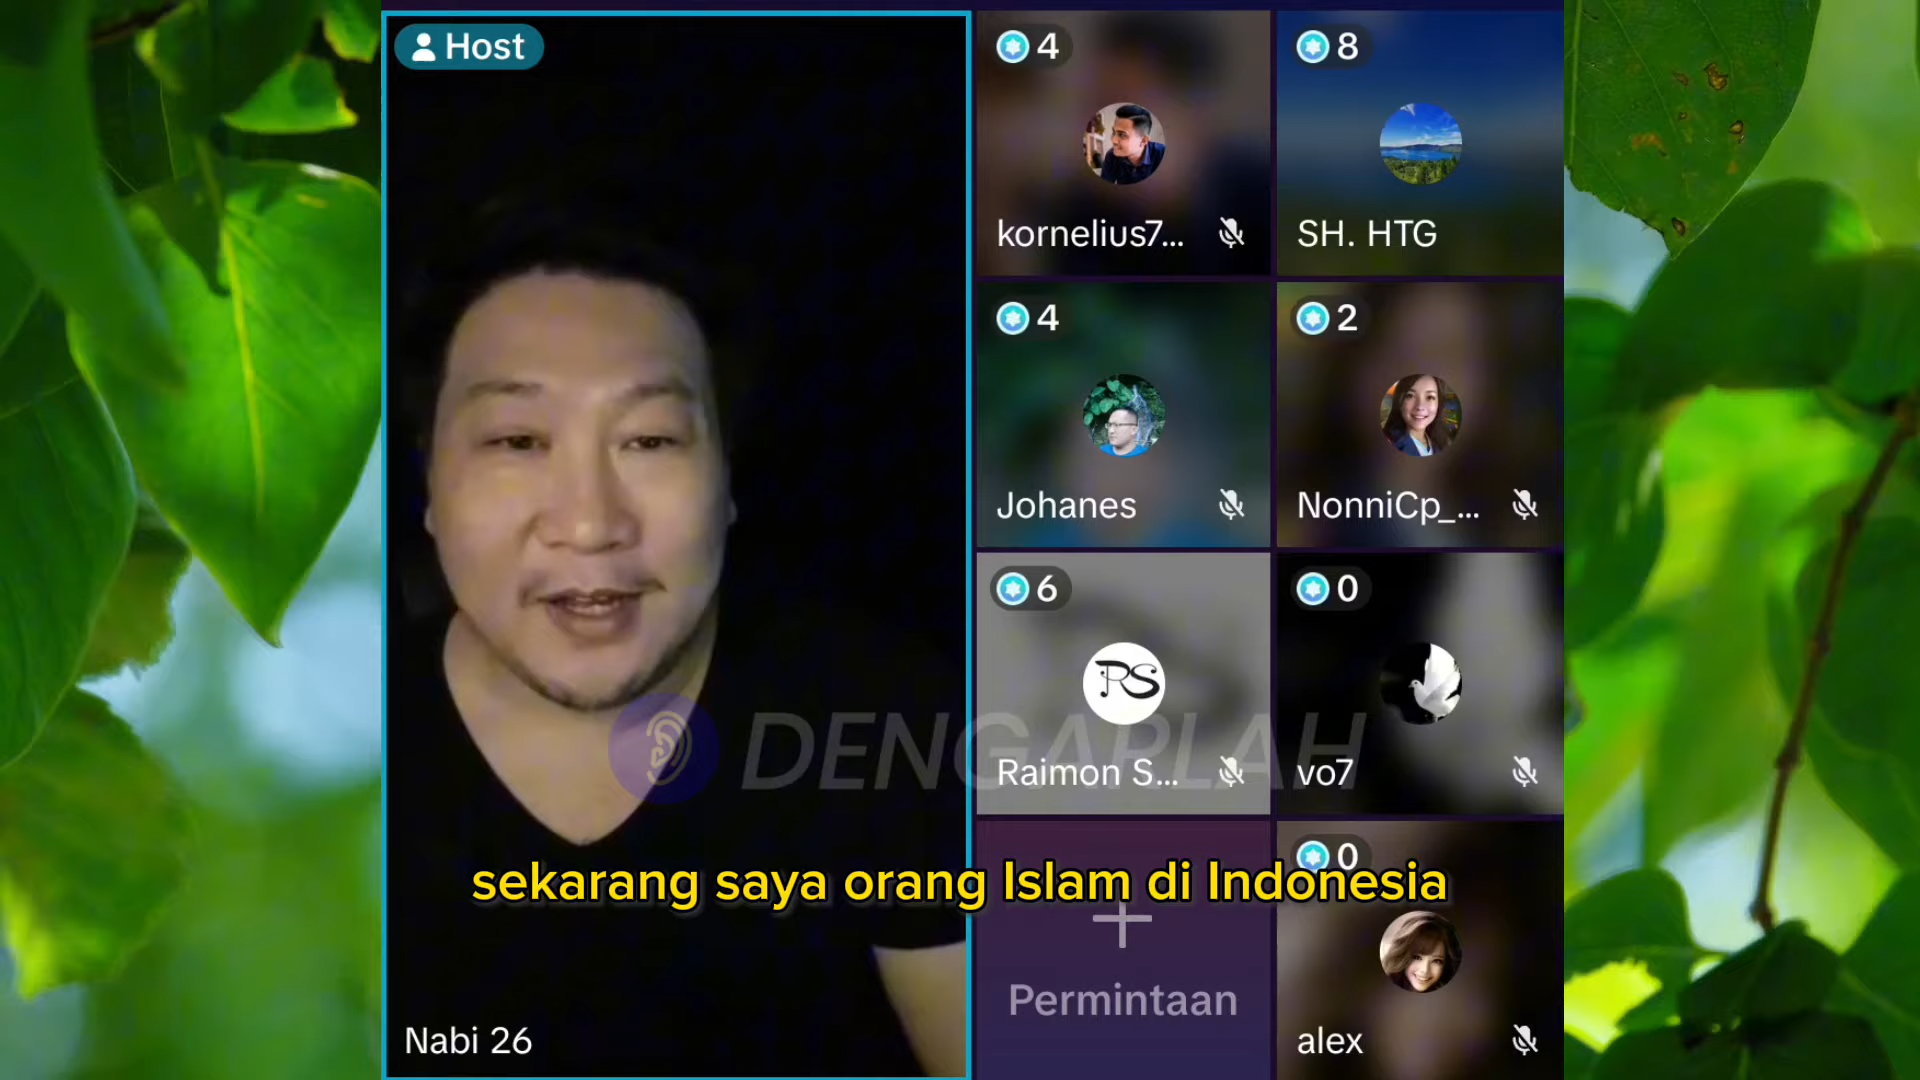 Host
4
8
kornelius7...
SH. HTG
4
2
Johanes
NonniCp_...
6
0
RS
DENGARLAH
Raimon S...
vo7
0
sekarang saya orang Islam di Indonesia
Permintaan
Nabi 26
alex